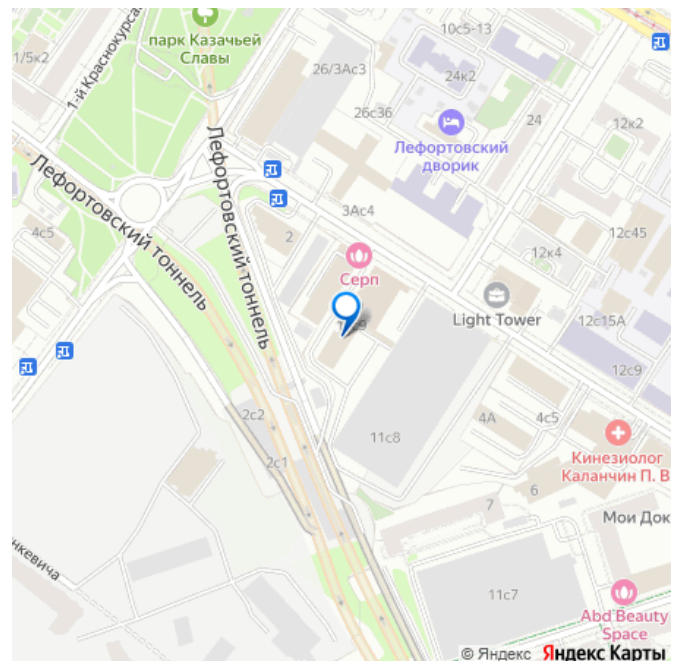 парк Казачьей
Славы
10с5-13
1/5к2
1-й Краснокурса
26/3Ас3
24к2
26с36
24
12к2
Лефортовский
дворик
Лефортовский тоннель
Лефортовский тоннель
3Ас4
4с5
2
12с45
12к4
Серп
Light Tower
12с15А
12с9
2с2
4А
4с5
11с8
2с1
Кинезиолог
Каланчин П. В
7
6
Мои Док
нкевича
11с7
Abd Beauty
Space
© Яндекс Яндекс Карты